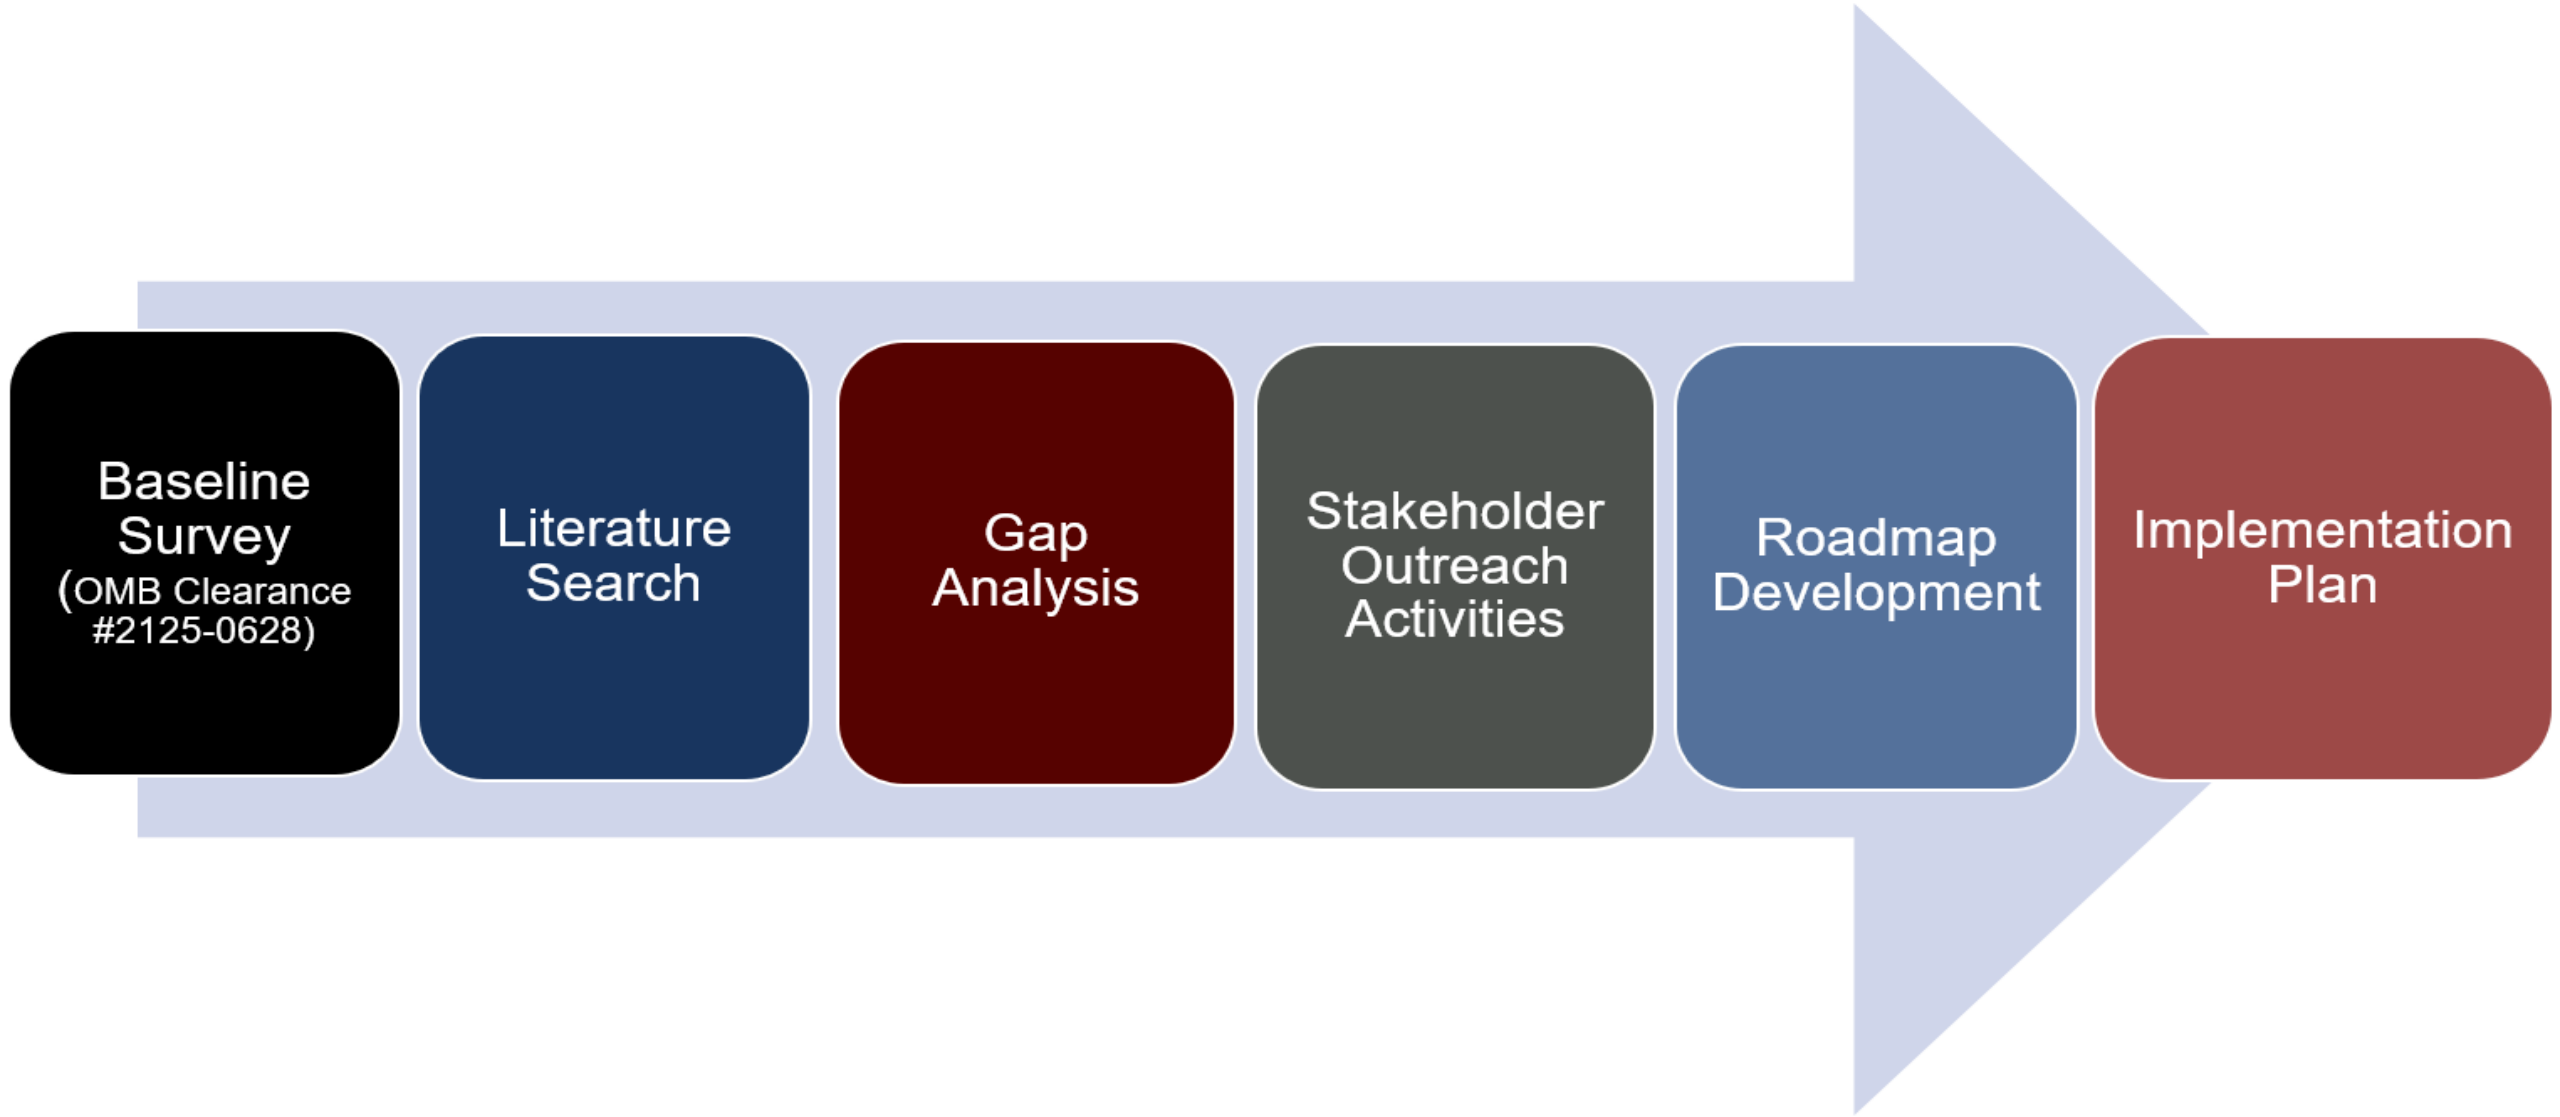 Baseline
Survey
(OMB Clearance
#2125-0628)
Literature
Search
Gap
Analysis
Stakeholder
Outreach
Activities
Roadmap
Development
Implementation
Plan